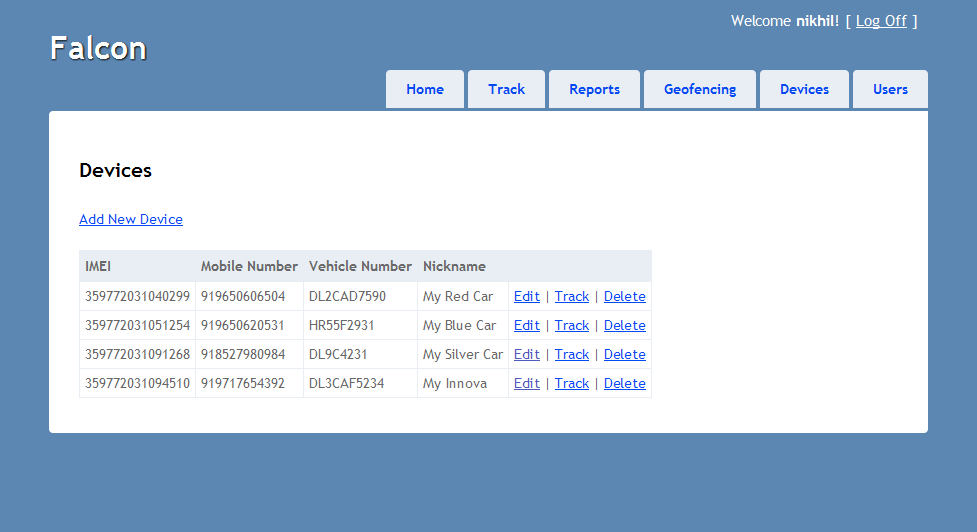 Welcome nikhil! [ Log Off ]
Falcon
Home Track Reports Geofencing Devices Users
Devices
Add New Device
IMEI Mobile Number Vehicle Number Nickname
359772031040299 919650606504 DL2CAD7590 My Red Car Edit | Track | Delete
359772031051254 919650620531 HR55F2931 My Blue Car Edit | Track | Delete
359772031091268 918527980984 DL9C4231 My Silver Car Edit | Track | Delete
359772031094510 919717654392 DL3CAF5234 My Innova Edit | Track | Delete